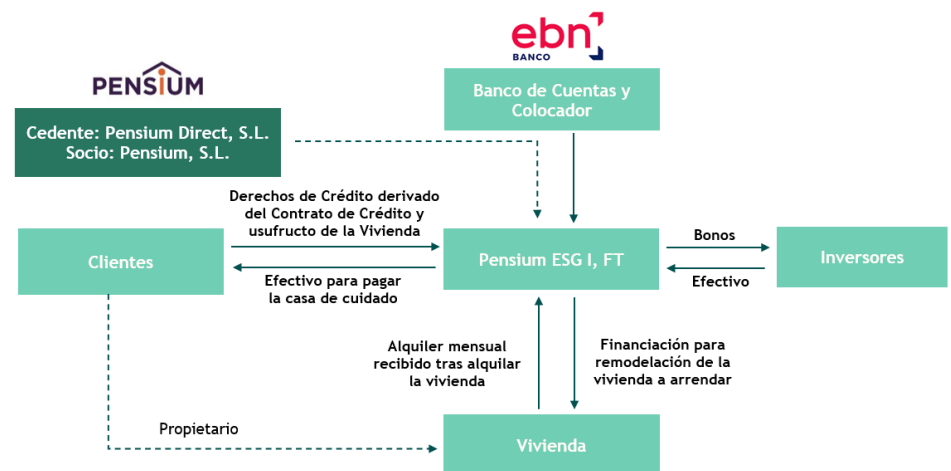 ebn
BANCO
PENSIUM
Banco de Cuentas y
Colocador
Cedente: Pensium Direct, S.L.
Socio: Pensium, S.L.
Derechos de Crédito derivado
del Contrato de Crédito y
usufructo de la Vivienda
Clientes
Pensium ESG I, FT
Bonos
Inversores
Efectivo para pagar
la casa de cuidado
Efectivo
Alquiler mensual
recibido tras alquilar
la vivienda
Financiación para
remodelación de la
vivienda a arrendar
Propietario
Vivienda